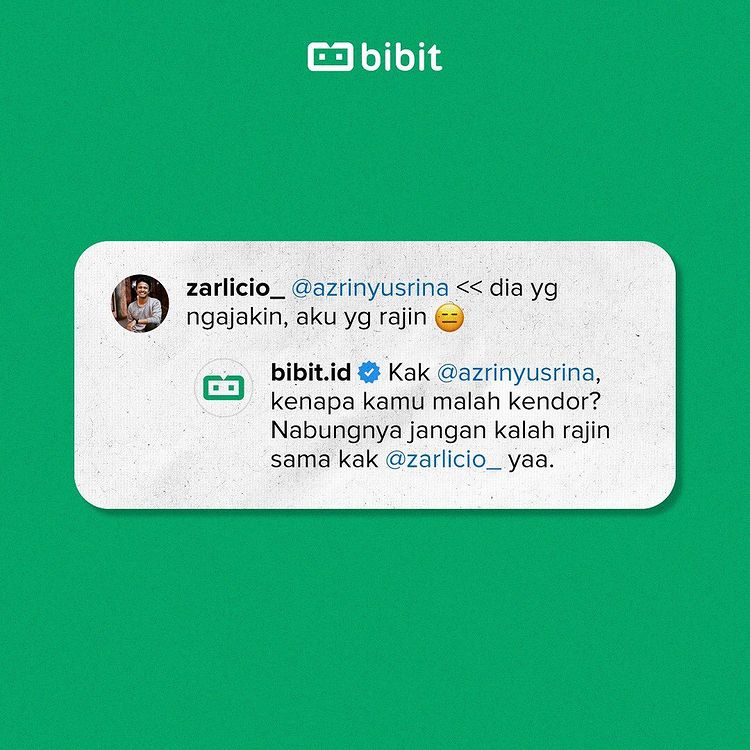 bibit
zarlicio_ @azrinyusrina << dia yg
ngajakin, aku yg rajin 😑
bibit.id Kak @azrinyusrina,
kenapa kamu malah kendor?
Nabungnya jangan kalah rajin
sama kak @zarlicio_ yaa.